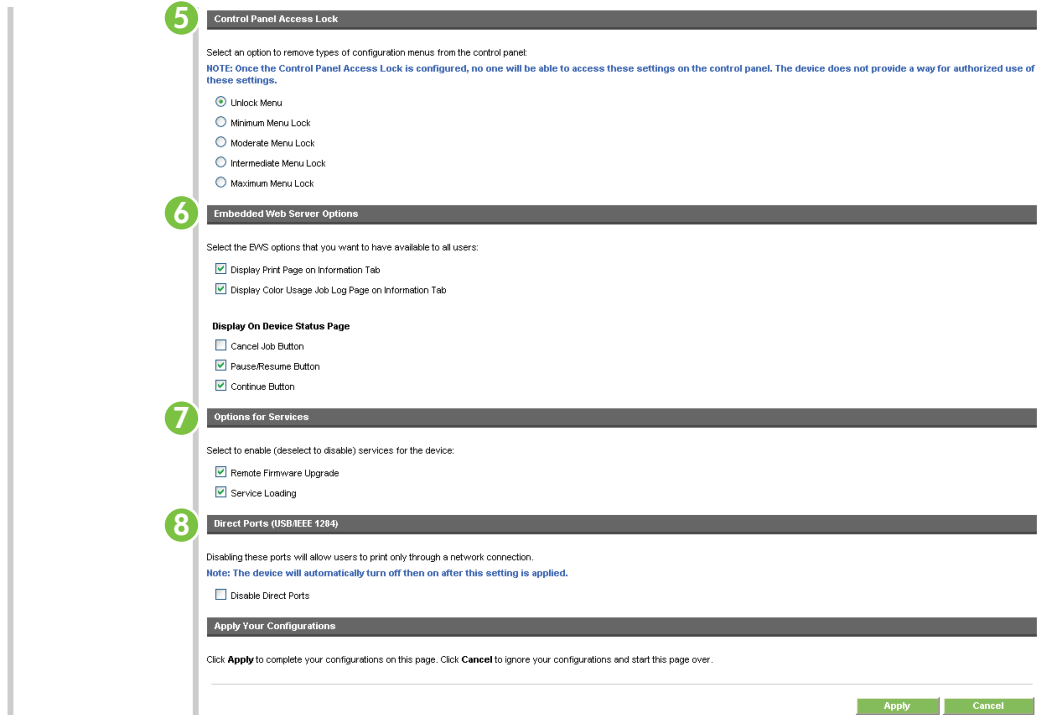 5
Control Panel Access Lock
Select an option to remove types of configuration menus from the control panel:
NOTE: Once the Control Panel Access Lock is configured, no one will be able to access these settings on the control panel. The device does not provide a way for authorized use of
these settings.
Unlock Menu
Minimum Menu Lock
Moderate Menu Lock
Intermediate Menu Lock
Maximum Menu Lock
6
Embedded Web Server Options
Select the EWS options that you want to have available to all users:
Display Print Page on Information Tab
Display Color Usage Job Log Page on Information Tab
Display On Device Status Page
Cancel Job Button
Pause/Resume Button
Continue Button
7
Options for Services
Select to enable (deselect to disable) services for the device:
Remote Firmware Upgrade
Service Loading
8
Direct Ports (USB/IEEE 1284)
Disabling these ports will allow users to print only through a network connection.
Note: The device will automatically turn off then on after this setting is applied.
Disable Direct Ports
Apply Your Configurations
Click Apply to complete your configurations on this page. Click Cancel to ignore your configurations and start this page over.
Apply Cancel